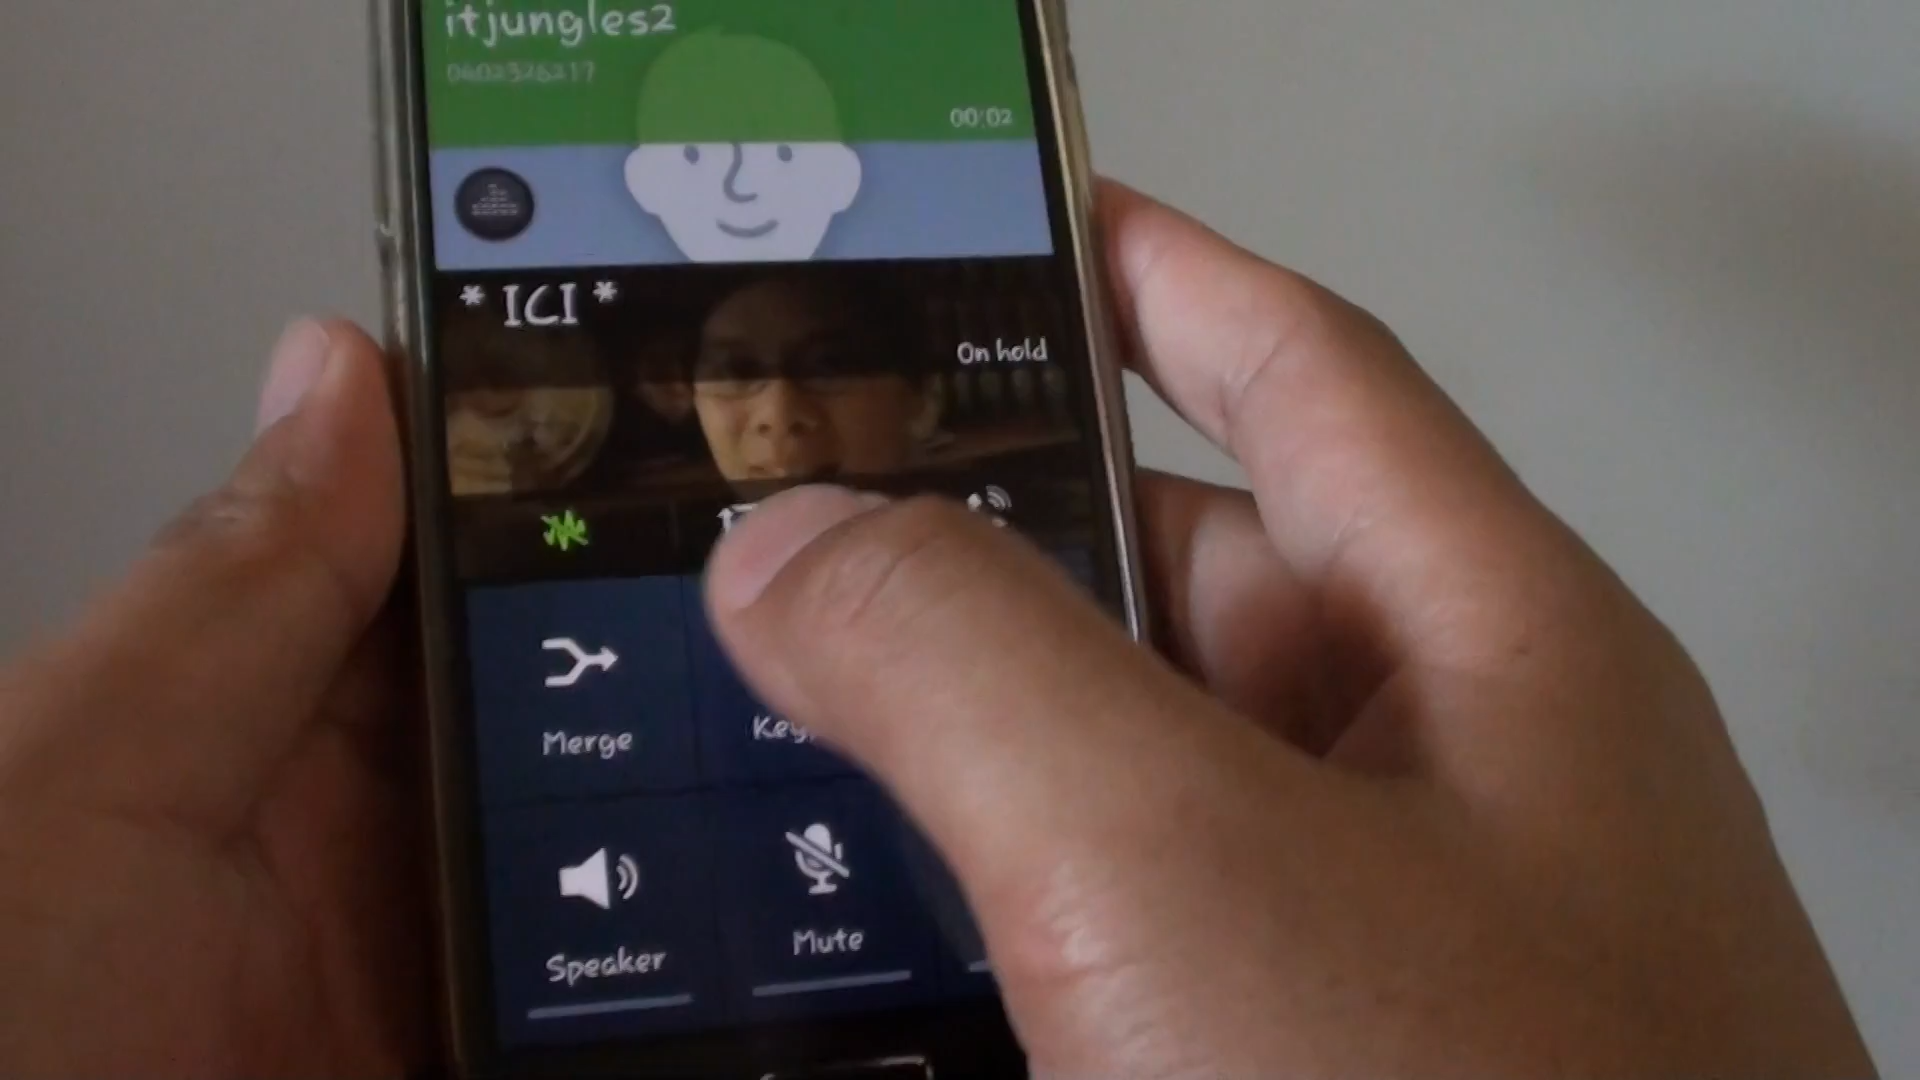 itjungles2
00:02
* ICI *
On hold
Merge
Speaker
Mute